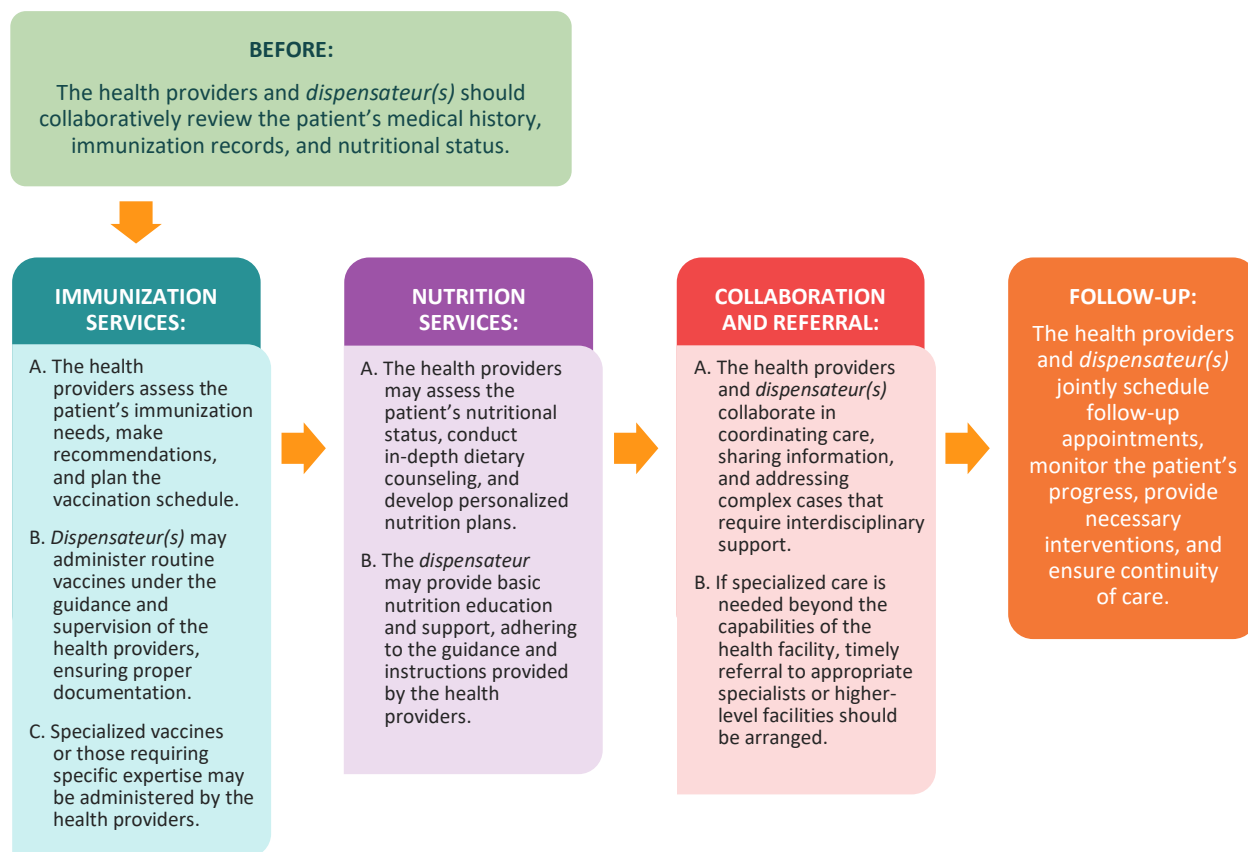 BEFORE:
The health providers and dispensateur(s) should
collaboratively review the patient's medical history,
immunization records, and nutritional status.
IMMUNIZATION
SERVICES:
A. The health
providers assess the
patient's immunization
needs, make
recommendations,
and plan the
vaccination schedule.
B. Dispensateur(s) may
administer routine
vaccines under the
guidance and
supervision of the
health providers,
ensuring proper
documentation.
C. Specialized vaccines
or those requiring
specific expertise may
be administered by the
health providers.
NUTRITION
SERVICES:
A. The health providers
may assess the
patient's nutritional
status, conduct
in-depth dietary
counseling, and
develop personalized
nutrition plans.
B. The dispensateur
may provide basic
nutrition education
and support, adhering
to the guidance and
instructions provided
by the health
providers.
COLLABORATION
AND REFERRAL:
A. The health providers
and dispensateur(s)
collaborate in
coordinating care,
sharing information,
and addressing
complex cases that
require interdisciplinary
support.
B. If specialized care is
needed beyond the
capabilities of the
health facility, timely
referral to appropriate
specialists or higher-
level facilities should
be arranged.
FOLLOW-UP:
The health providers
and dispensateur(s)
jointly schedule
follow-up
appointments,
monitor the patient's
progress, provide
necessary
interventions, and
ensure continuity
of care.